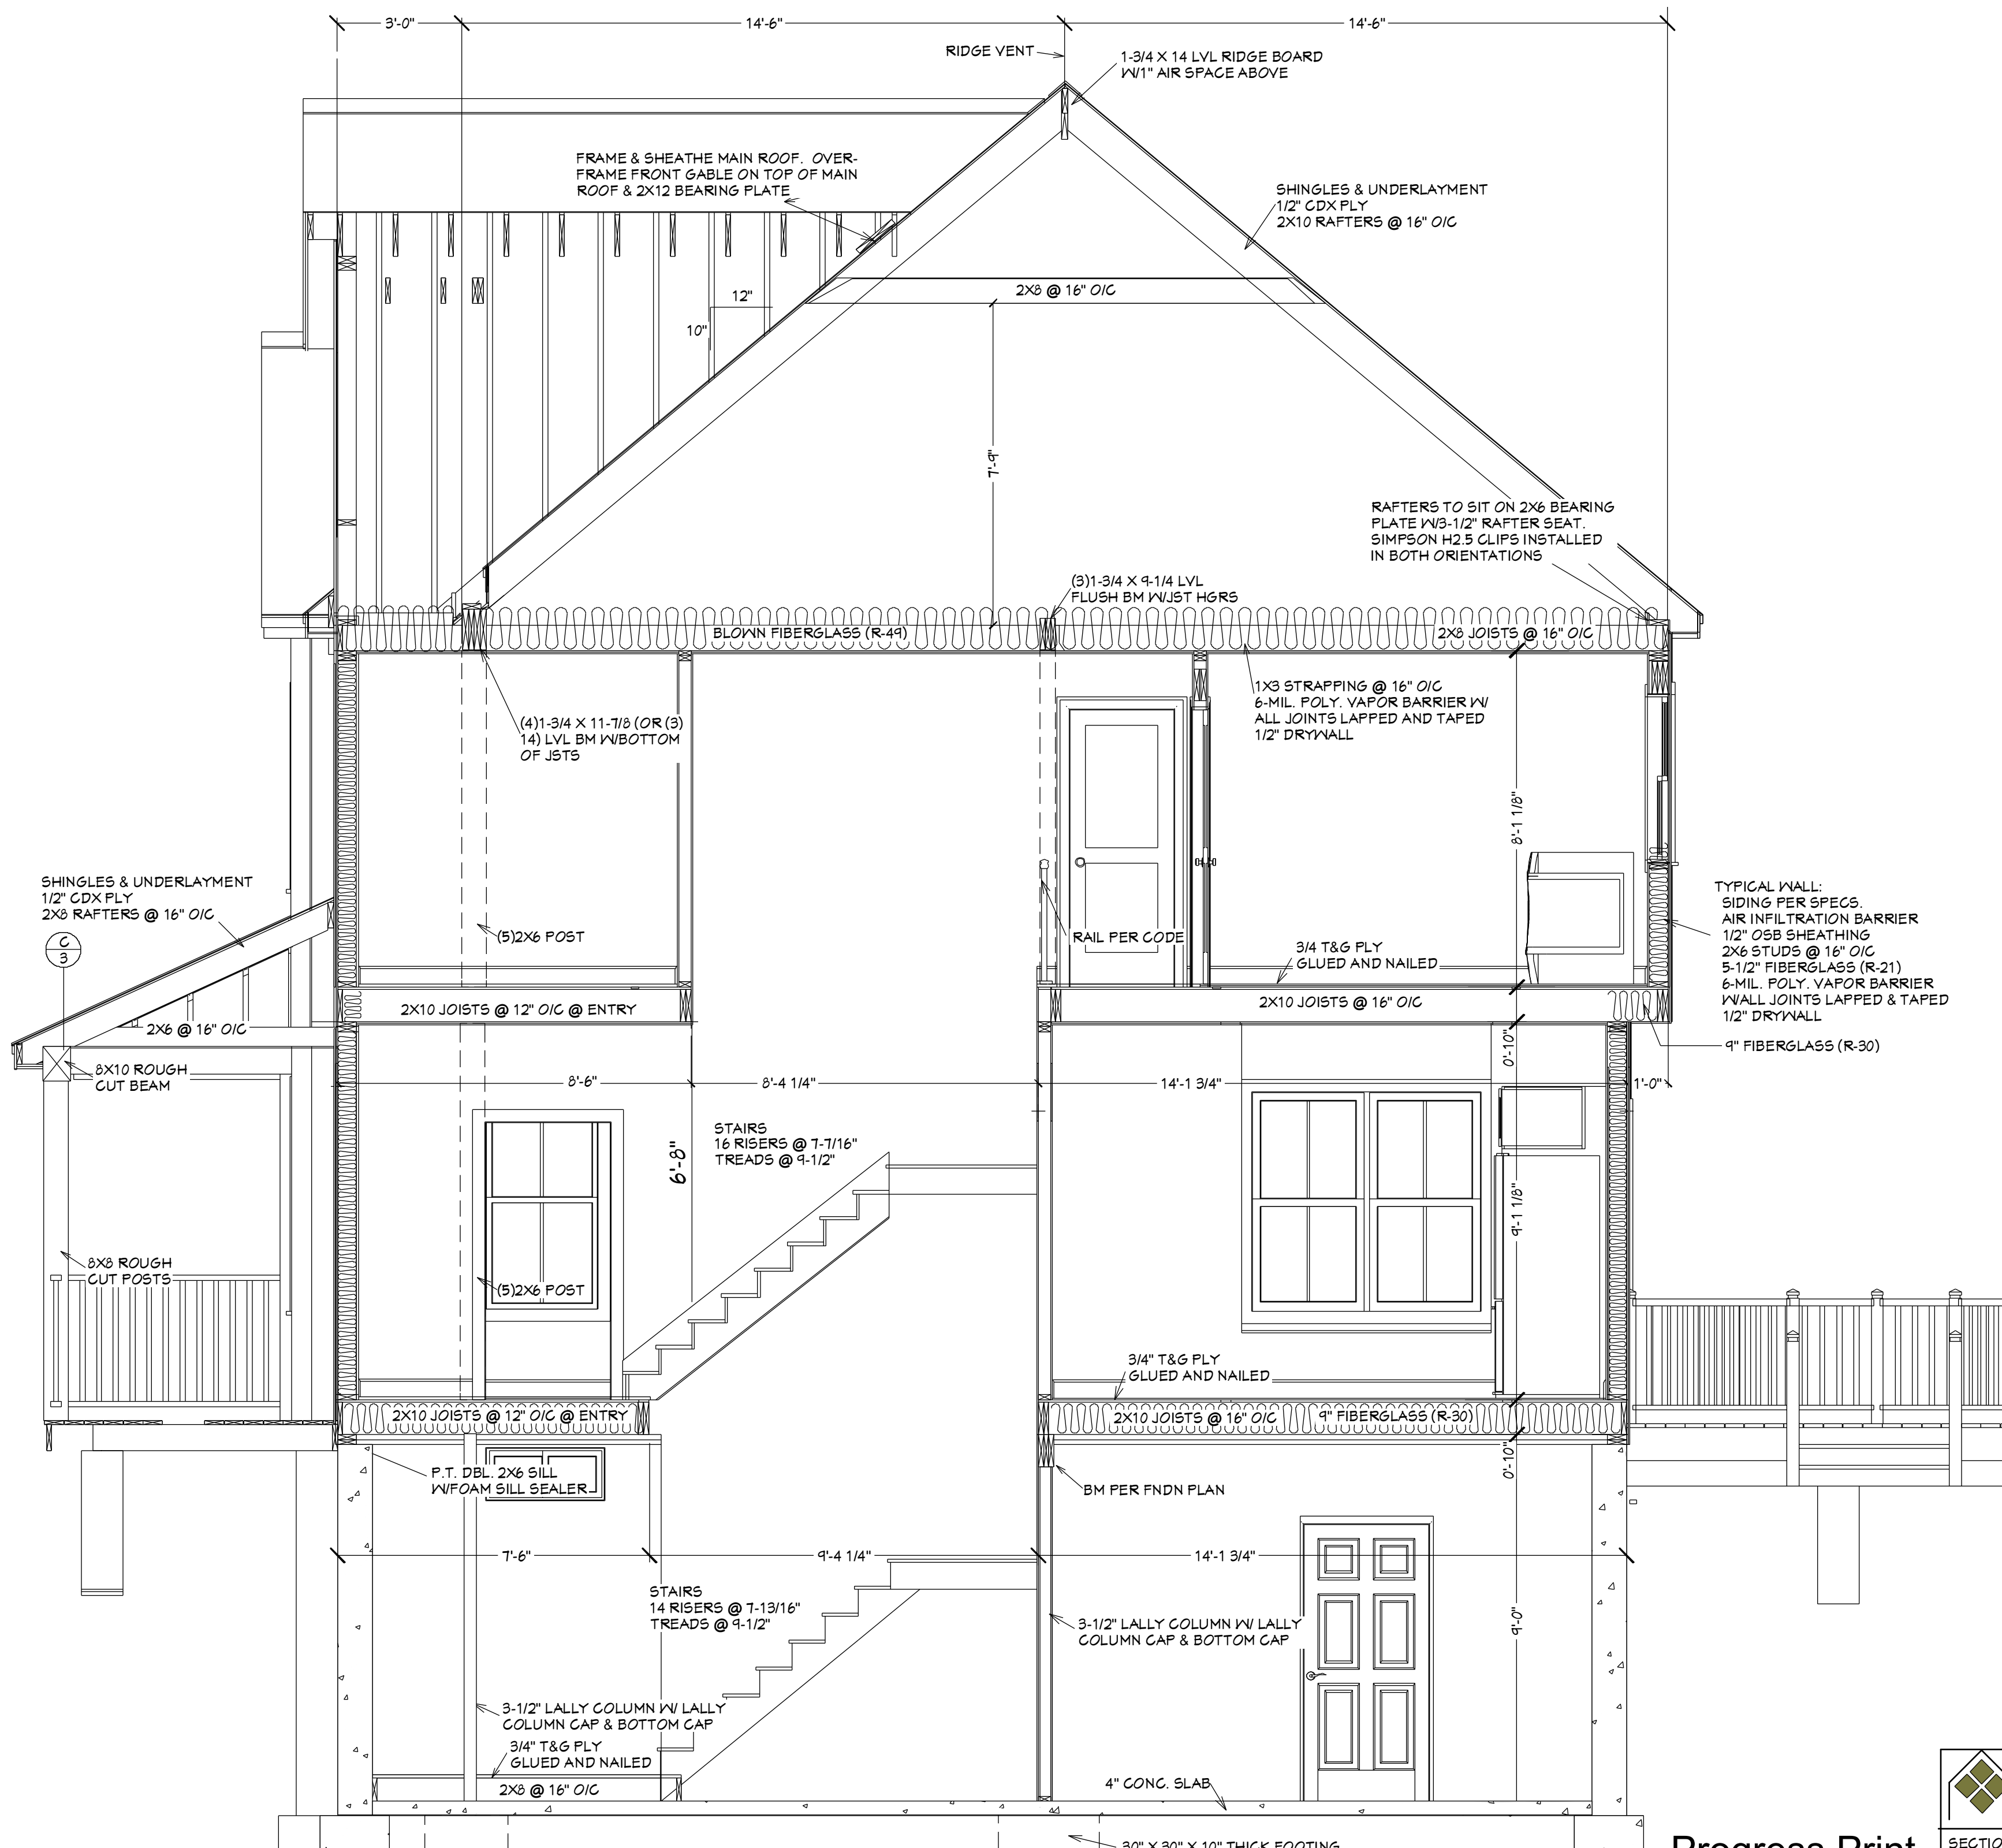 3'-0"
14'-6"
14'-6"
RIDGE VENT
1-3/4 X 14 LVL RIDGE BOARD
W/1" AIR SPACE ABOVE
FRAME & SHEATHE MAIN ROOF. OVER-
FRAME FRONT GABLE ON TOP OF MAIN
ROOF & 2X12 BEARING PLATE
SHINGLES & UNDERLAYMENT
1/2" CDX PLY
2X10 RAFTERS @ 16" O/C
2X8 @ 16" O/C
12"
10"
7'-9"
RAFTERS TO SIT ON 2X6 BEARING
PLATE W/3-1/2" RAFTER SEAT.
SIMPSON H2.5 CLIPS INSTALLED
IN BOTH ORIENTATIONS
(3)1-3/4 X 9-1/4 LVL
FLUSH BM W/JST HGRS
BLOWN FIBERGLASS (R-49)
2X8 JOISTS @ 16" O/C
1X3 STRAPPING @ 16" O/C
6-MIL. POLY. VAPOR BARRIER W/
ALL JOINTS LAPPED AND TAPED
1/2" DRYWALL
(4)1-3/4 X 11-7/8 (OR (3)
14) LVL BM W/BOTTOM
OF JSTS
8'-1 1/8"
SHINGLES & UNDERLAYMENT
1/2" CDX PLY
2X8 RAFTERS @ 16" O/C
C
3
(5)2X6 POST
RAIL PER CODE
3/4 T&G PLY
GLUED AND NAILED
TYPICAL WALL:
SIDING PER SPECS.
AIR INFILTRATION BARRIER
1/2" OSB SHEATHING
2X6 STUDS @ 16" O/C
5-1/2" FIBERGLASS (R-21)
6-MIL. POLY. VAPOR BARRIER
W/ALL JOINTS LAPPED & TAPED
1/2" DRYWALL
2X10 JOISTS @ 12" O/C @ ENTRY
2X10 JOISTS @ 16" O/C
2X6 @ 16" O/C
9" FIBERGLASS (R-30)
0'-10"
8X10 ROUGH
CUT BEAM
8'-6"
8'-4 1/4"
14'-1 3/4"
1'-0"
STAIRS
16 RISERS @ 7-7/16"
TREADS @ 9-1/2"
6'-8"
9'-1 1/8"
8X8 ROUGH
CUT POSTS
(5)2X6 POST
3/4" T&G PLY
GLUED AND NAILED
2X10 JOISTS @ 12" O/C @ ENTRY
2X10 JOISTS @ 16" O/C
9" FIBERGLASS (R-30)
0'-10"
P.T. DBL. 2X6 SILL
W/FOAM SILL SEALER
BM PER FNDN PLAN
7'-6"
9'-4 1/4"
14'-1 3/4"
STAIRS
14 RISERS @ 7-13/16"
TREADS @ 9-1/2"
3-1/2" LALLY COLUMN W/ LALLY
COLUMN CAP & BOTTOM CAP
9'-0"
3-1/2" LALLY COLUMN W/ LALLY
COLUMN CAP & BOTTOM CAP
3/4" T&G PLY
GLUED AND NAILED
2X8 @ 16" O/C
4" CONC. SLAB
30" X 30" X 10" THICK FOOTING
Progress Print
SECTIO